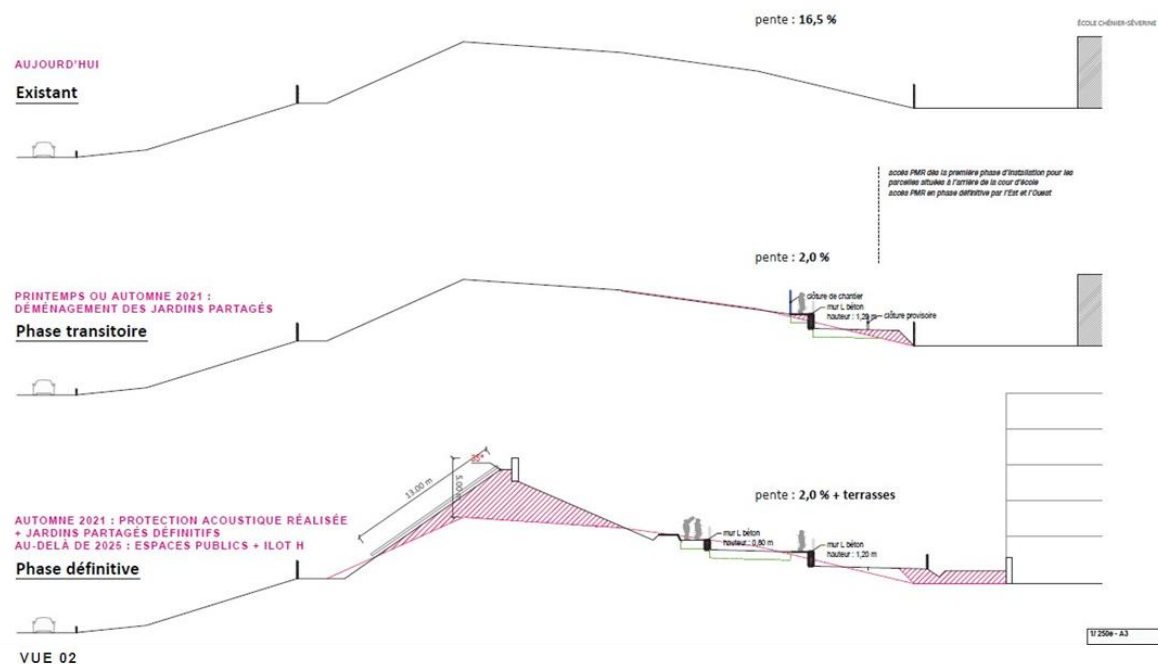 pente : 16,5 %
ÉCOLE CHÉNIER-SÉVERINE
AUJOURD'HUI
Existant
accès PMR dès la première phase d'installation pour les
parcelles situées à l'arrière de la cour d'école
accès PMR en phase définitive par l'Est et l'Ouest
pente : 2,0 %
PRINTEMPS OU AUTOMNE 2021 :
DÉMÉNAGEMENT DES JARDINS PARTAGÉS
Phase transitoire
clôture de chantier
mur L béton
hauteur : 1,20 m
clôture provisoire
35°
13.00 m
5.00 m
pente : 2,0 % + terrasses
AUTOMNE 2021 : PROTECTION ACOUSTIQUE RÉALISÉE
+ JARDINS PARTAGÉS DÉFINITIFS
AU-DELÀ DE 2025 : ESPACES PUBLICS + ILOT H
Phase définitive
mur L béton
hauteur : 0,80 m
mur L béton
hauteur : 1,20 m
1/ 250e - A3
VUE 02